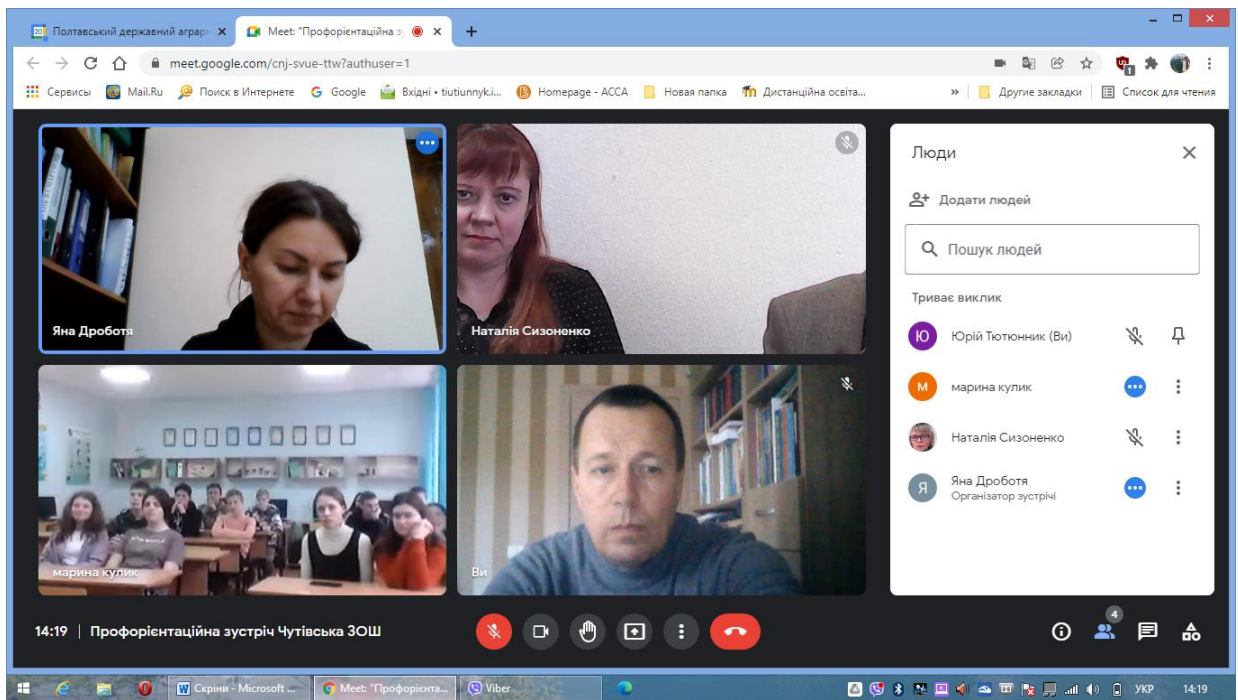 Полтавський державний аграр
Meet: "Профорієнтаційна зу
meet.google.com/cnj-svue-ttw?authuser=1
Сервисы
Mail.Ru
Поиск в Интернете
Google
Вхідні • tiutiunnyk.i...
Homepage - ACCA
Новая папка
Дистанційна освіта...
»
Другие закладки
Список для чтения
Яна Дроботя
Наталія Сизоненко
марина кулик
Ви
Люди
Додати людей
Пошук людей
Триває виклик
Ю
Юрій Тютюнник (Ви)
М
марина кулик
Наталія Сизоненко
Я
Яна Дроботя
Організатор зустрічі
14:19 | Профорієнтаційна зустріч Чутівська ЗОШ
4
Скріни - Microsoft ...
Meet: "Профорієнта...
Viber
УКР
14:19